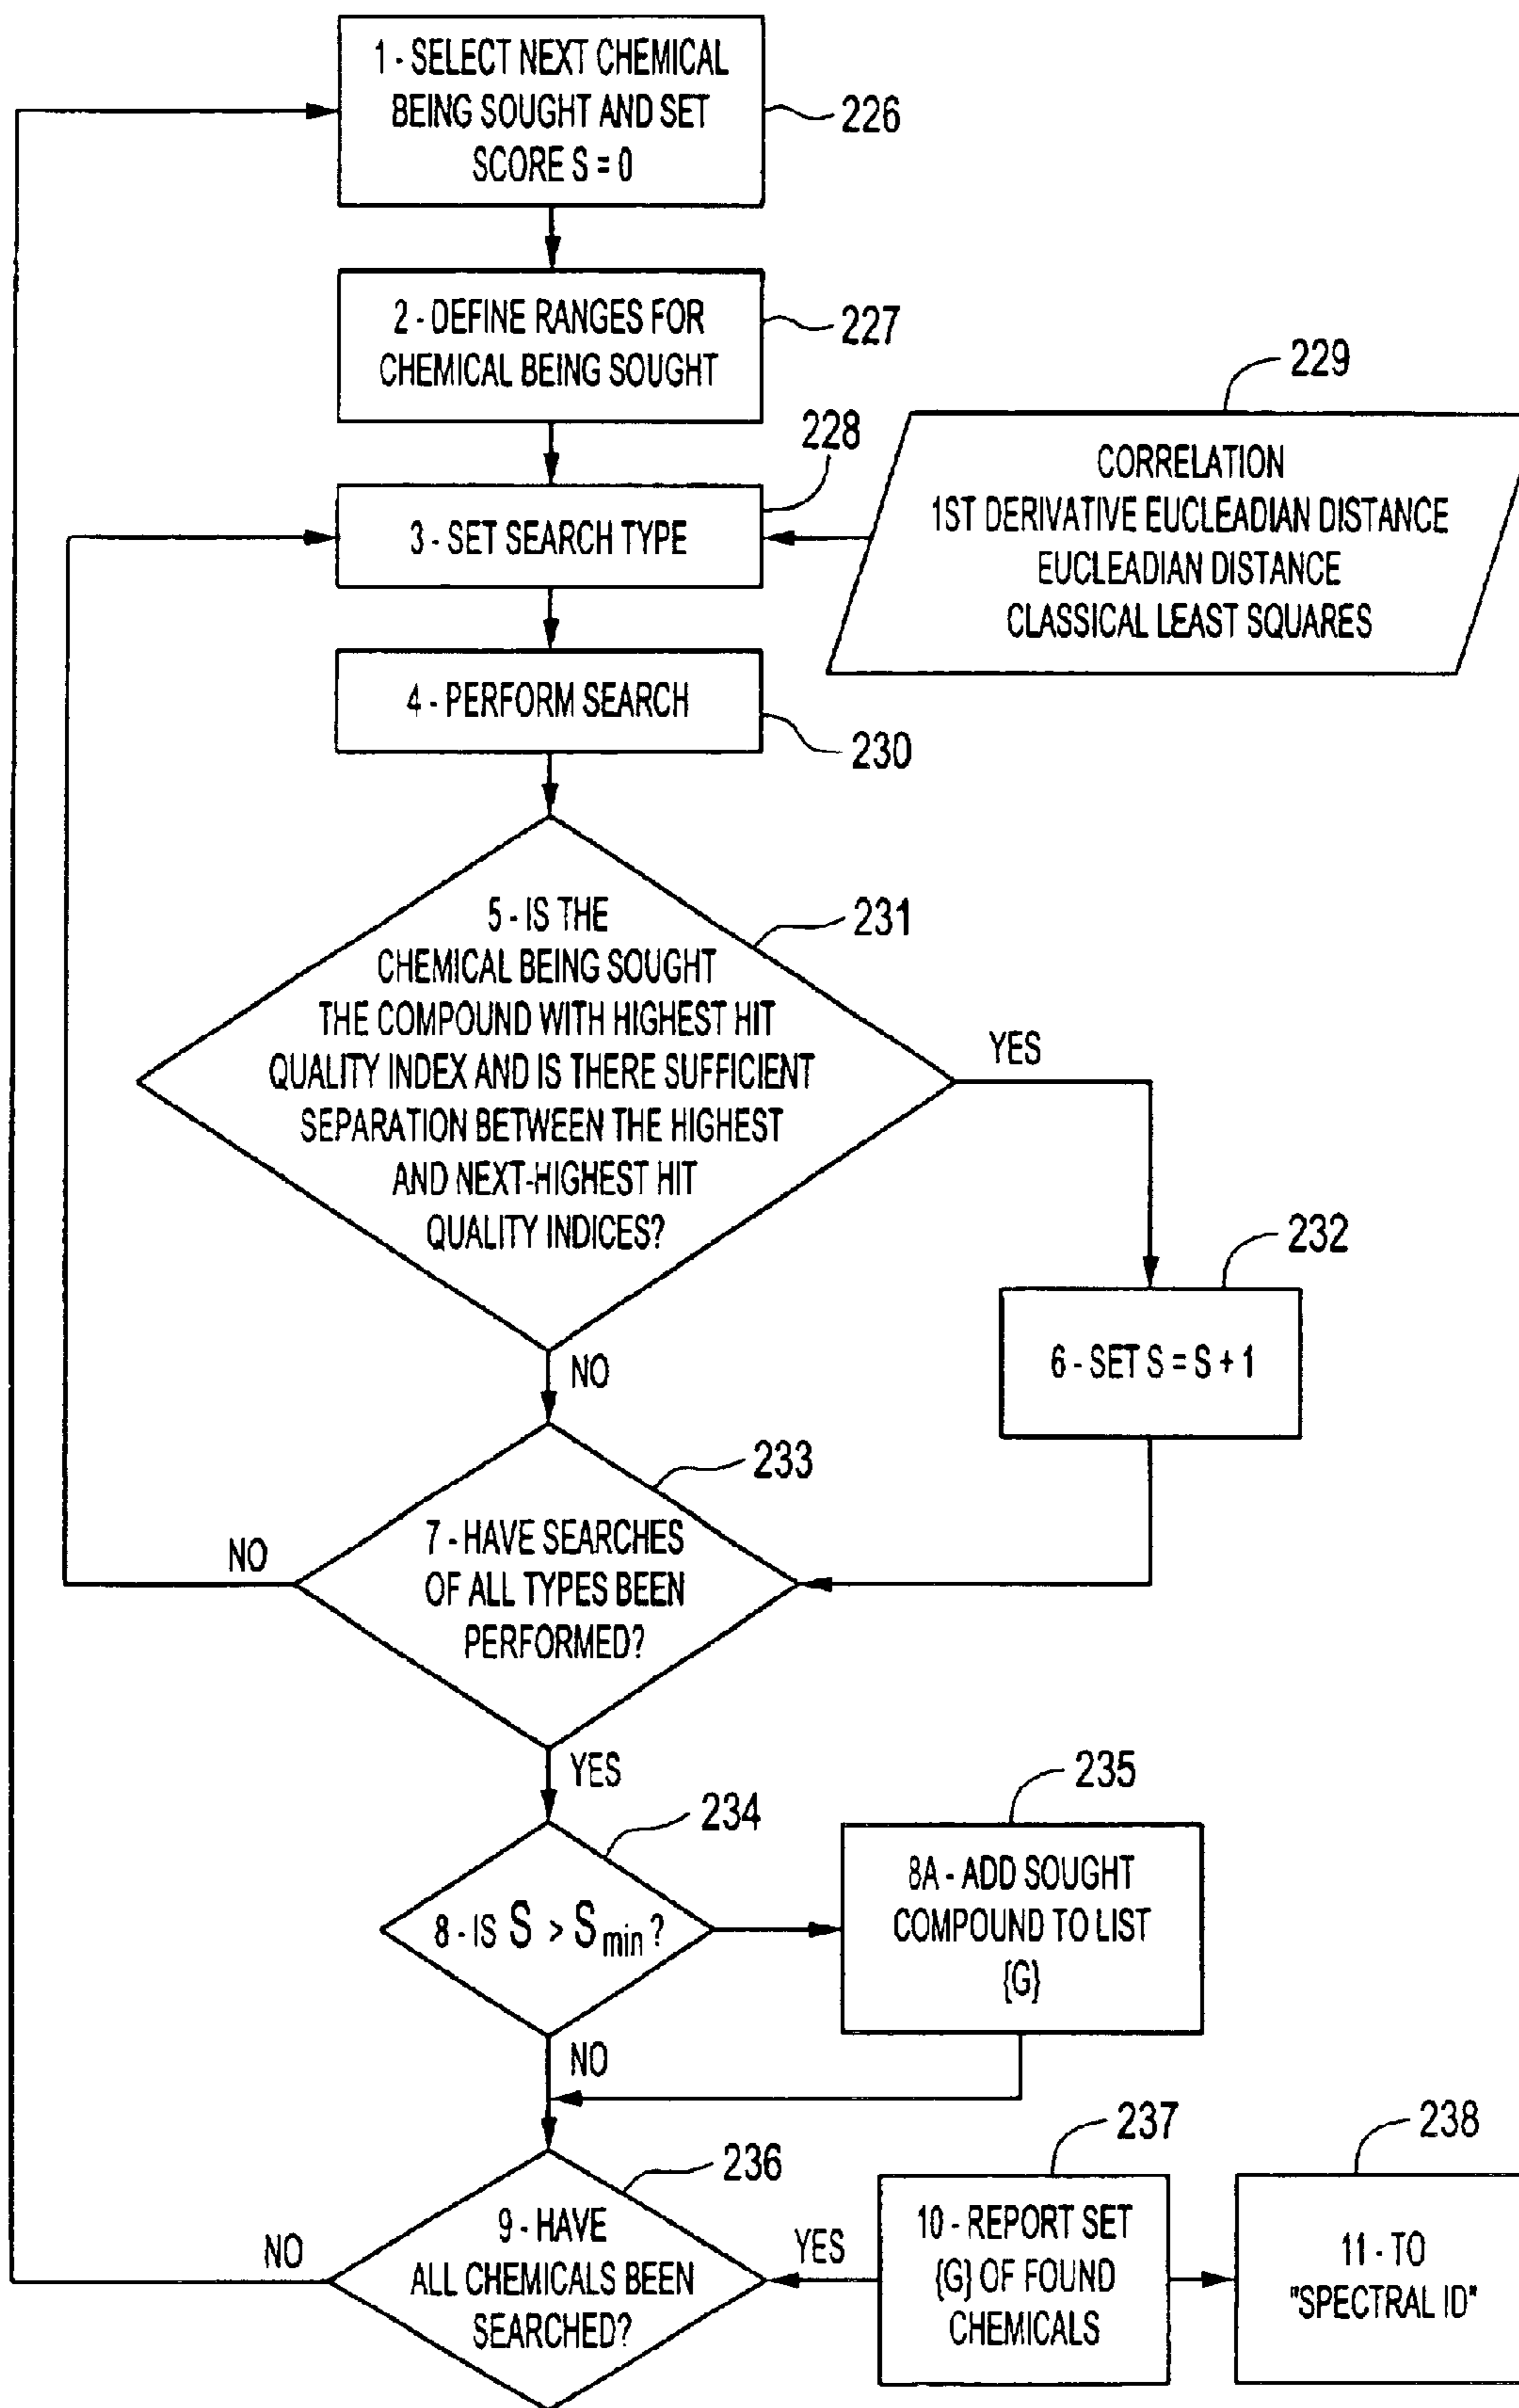 1 - SELECT NEXT CHEMICAL
BEING SOUGHT AND SET
SCORE S = 0
226
2 - DEFINE RANGES FOR
CHEMICAL BEING SOUGHT
227
228
3 - SET SEARCH TYPE
229
CORRELATION
1ST DERIVATIVE EUCLEADIAN DISTANCE
EUCLEADIAN DISTANCE
CLASSICAL LEAST SQUARES
4 - PERFORM SEARCH
230
5 - IS THE
CHEMICAL BEING SOUGHT
THE COMPOUND WITH HIGHEST HIT
QUALITY INDEX AND IS THERE SUFFICIENT
SEPARATION BETWEEN THE HIGHEST
AND NEXT-HIGHEST HIT
QUALITY INDICES?
231
YES
232
6 - SET S = S + 1
NO
233
7 - HAVE SEARCHES
OF ALL TYPES BEEN
PERFORMED?
NO
YES
234
8 - IS S > Smin ?
235
8A - ADD SOUGHT
COMPOUND TO LIST
{G}
NO
236
9 - HAVE
ALL CHEMICALS BEEN
SEARCHED?
NO
YES
237
10 - REPORT SET
{G} OF FOUND
CHEMICALS
238
11 - TO
"SPECTRAL ID"